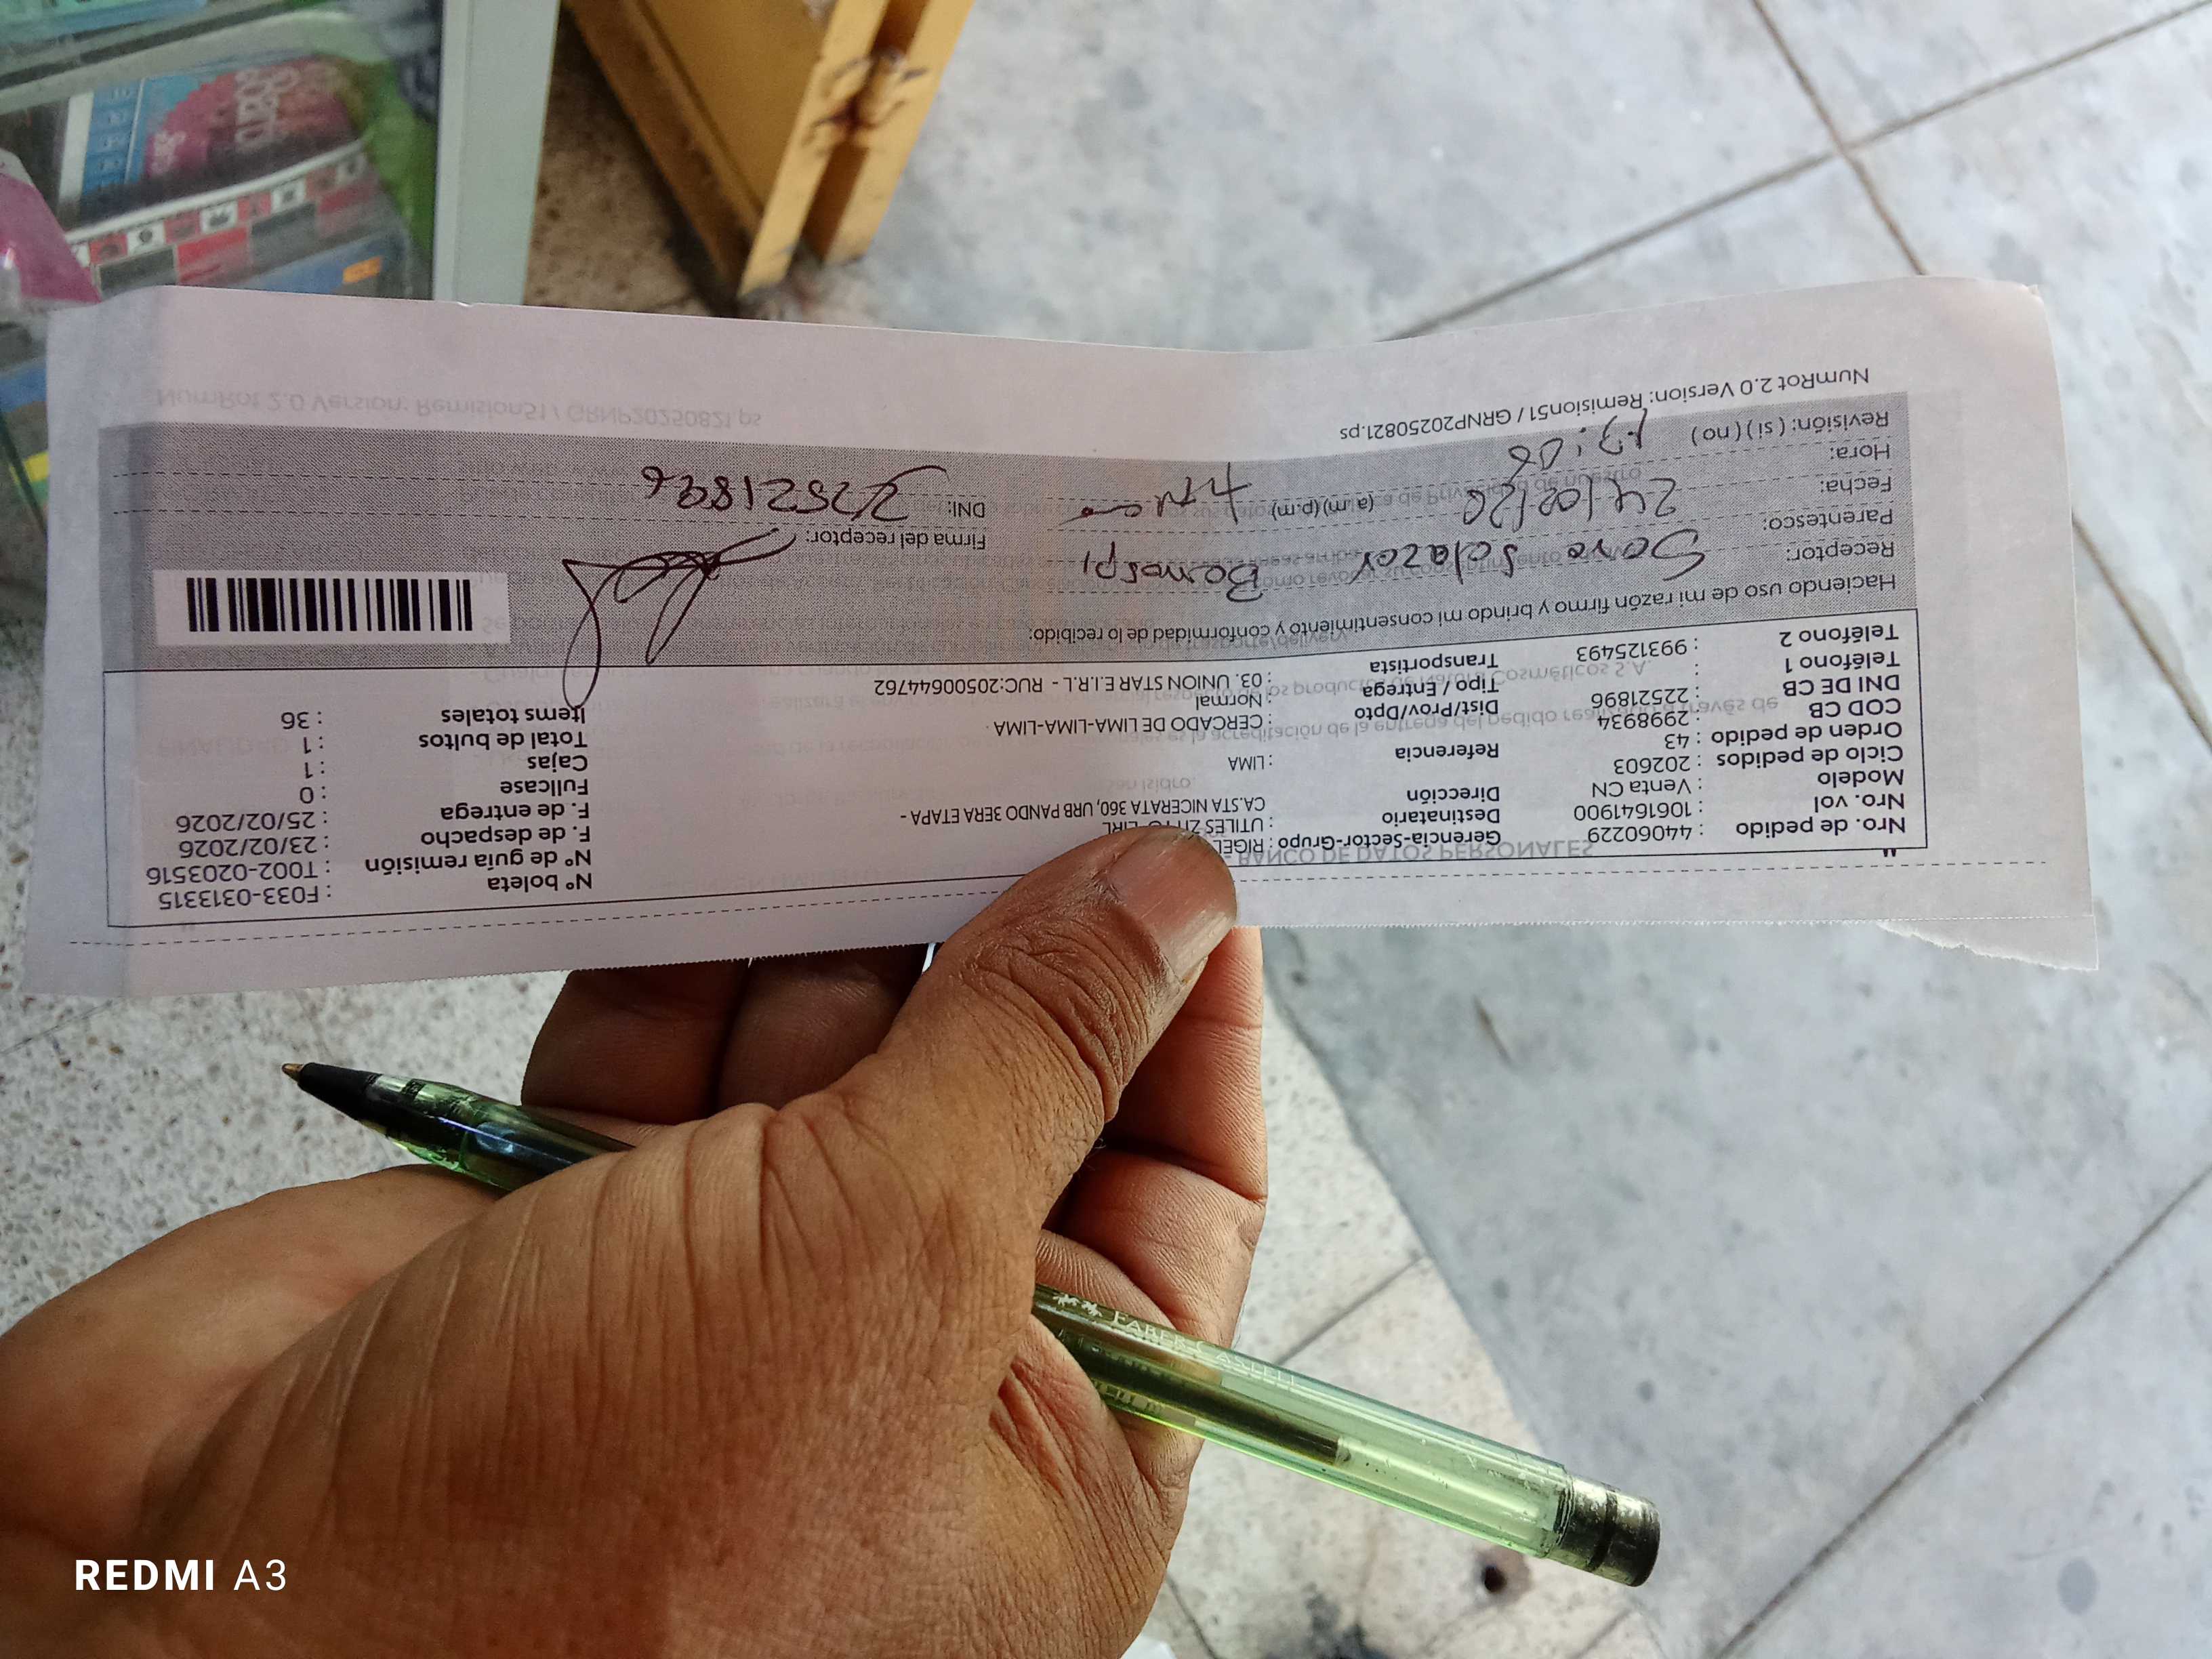 Nro. de pedido : 44060229
Nro. vol : 1061641900
Modelo : Venta CN
Ciclo de pedidos : 202603
Orden de pedido : 43
COD CB : 2998934
DNI DE CB : 22521896
Teléfono 1 :
Teléfono 2 : 993125493
Gerencia-Sector-Grupo : RIGEL
Destinatario : UTILES
Dirección : CA.STA NICERATA 360, URB PANDO 3ERA ETAPA -
Referencia : LIMA
Dist/Prov/Dpto : CERCADO DE LIMA-LIMA-LIMA
Tipo / Entrega : Normal
Transportista : 03. UNION STAR E.I.R.L - RUC:20500644762
Nº boleta : F033-0313315
Nº de guía remisión : T002-0203516
F. de despacho : 23/02/2026
F. de entrega : 25/02/2026
Fullcase : 0
Cajas : 1
Total de bultos : 1
Items totales : 36
Haciendo uso de mi razón firmo y brindo mi consentimiento y conformidad de lo recibido:
Receptor: Sara Salazar
Parentesco:
Fecha: 24/02/26
Hora: (a.m) (p.m)
Revisión: ( si ) ( no )
Firma del receptor:
DNI: 22521896
NumRot 2.0 Version: Remision51 / GRNP20250821.ps
FABER-CASTELL
REDMI A3